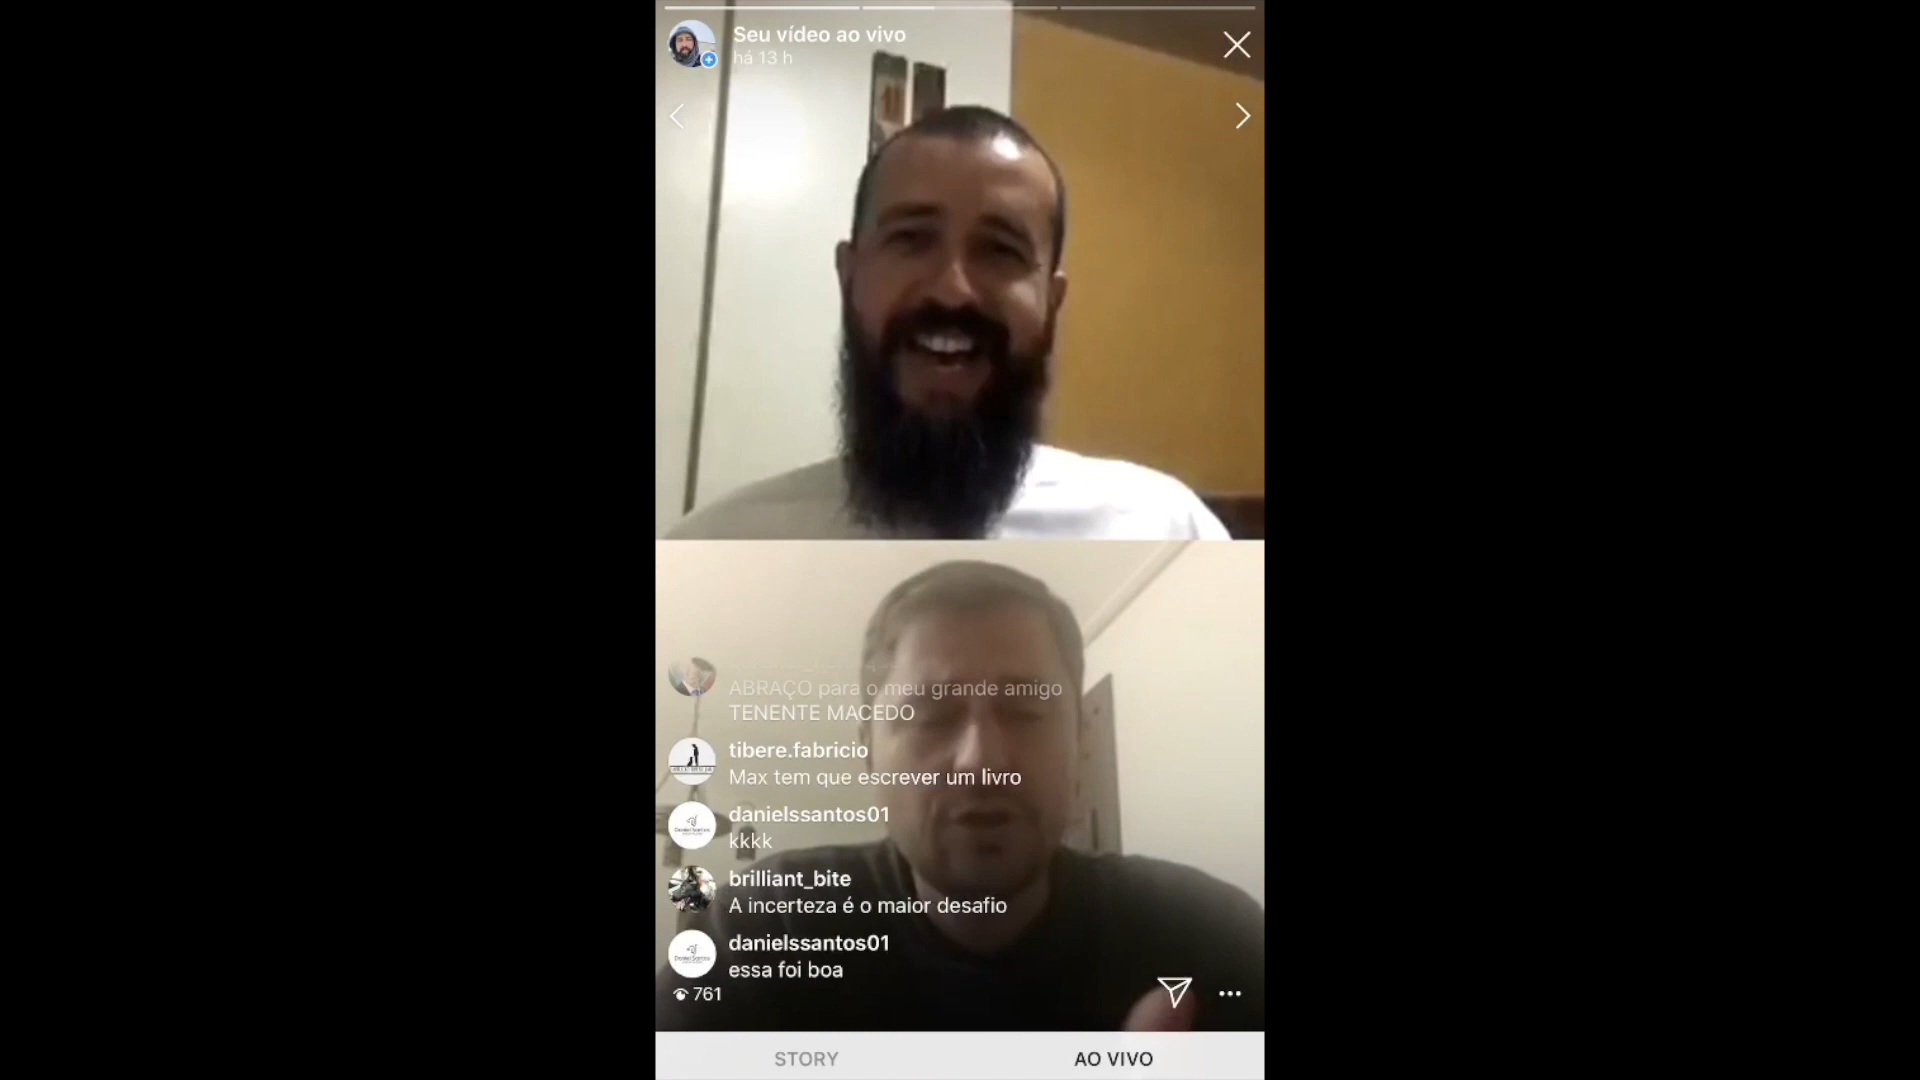 Seu vídeo ao vivo
há 13 h
ABRAÇO para o meu grande amigo
TENENTE MACEDO
tibere.fabricio
Max tem que escrever um livro
danielssantos01
kkkk
brilliant_bite
A incerteza é o maior desafio
danielssantos01
essa foi boa
761
STORY
AO VIVO